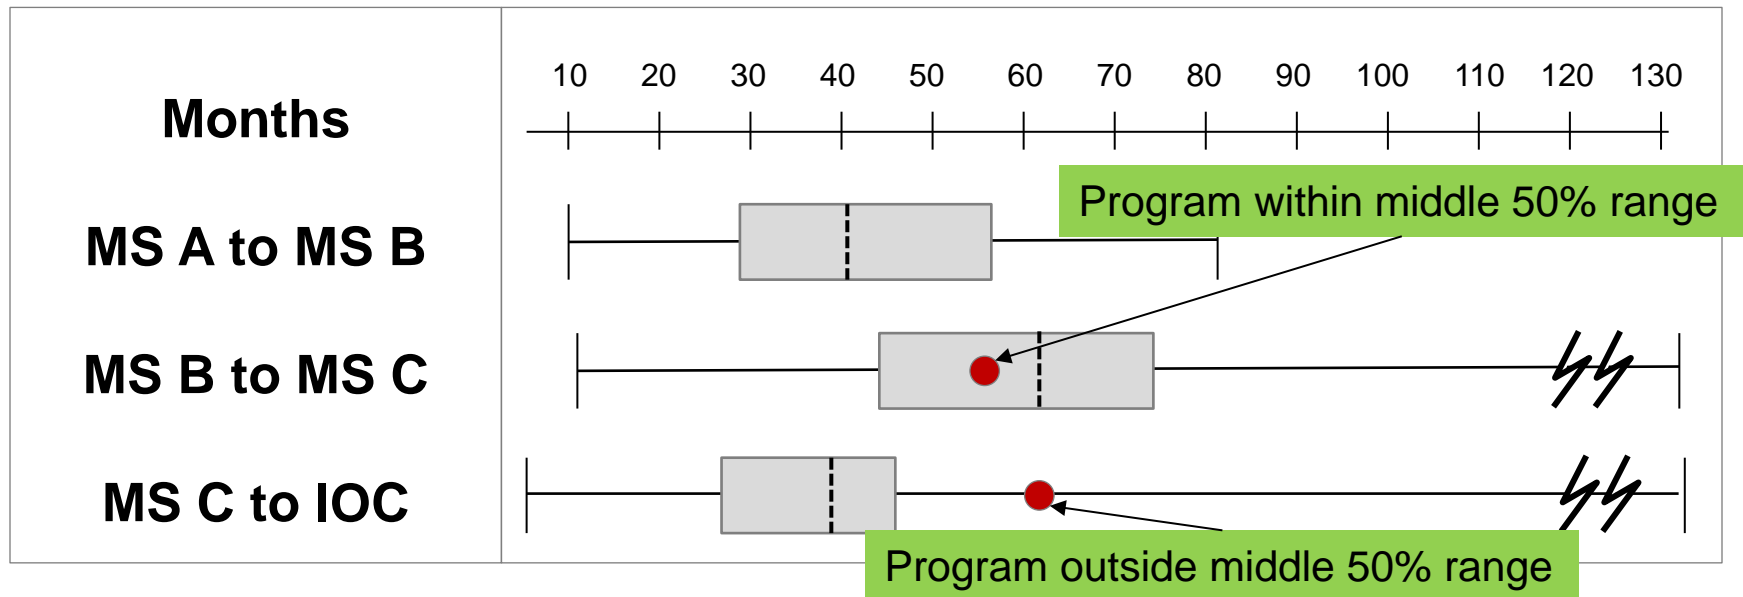 10 20 30 40 50 60 70 80 90 100 110 120 130
Months
Program within middle 50% range
MS A to MS B
MS B to MS C
MS C to IOC
Program outside middle 50% range